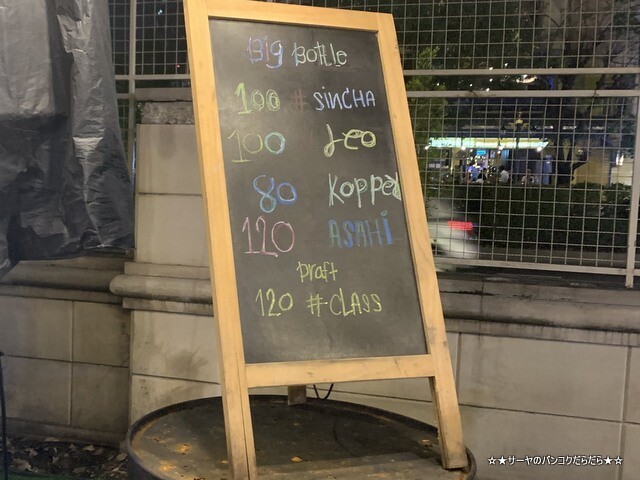 Big Bottle
100 # SINCHA
100 Leo
80 Kopper
120 ASAHi
Draft
120 # CLASS
☆★サーヤのバンコクだらだら★☆